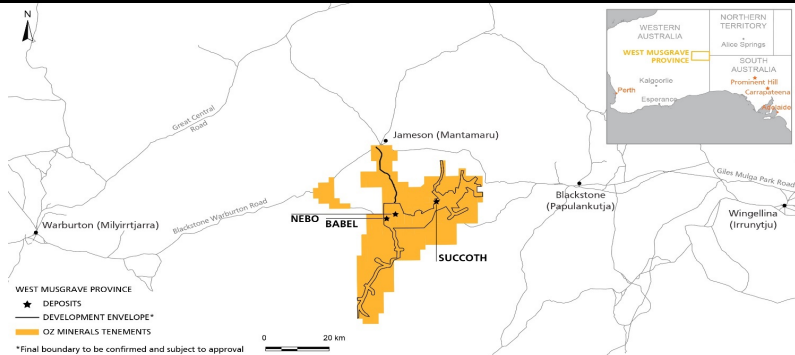 N
WESTERN
AUSTRALIA
NORTHERN
TERRITORY
Alice Springs
WEST MUSGRAVE
PROVINCE
SOUTH
AUSTRALIA
Kalgoorlie
Prominent Hill
Perth
Carrapateena
Esperance
Adelaide
Great Central
Road
Jameson (Mantamaru)
Giles Mulga Park Road
Blackstone
(Papulankutja)
Blackstone Warburton Road
Wingellina
(Irrunytju)
Warburton (Milyirrtjarra)
NEBO
BABEL
SUCCOTH
WEST MUSGRAVE PROVINCE
DEPOSITS
DEVELOPMENT ENVELOPE*
OZ MINERALS TENEMENTS
*Final boundary to be confirmed and subject to approval
0 20 km